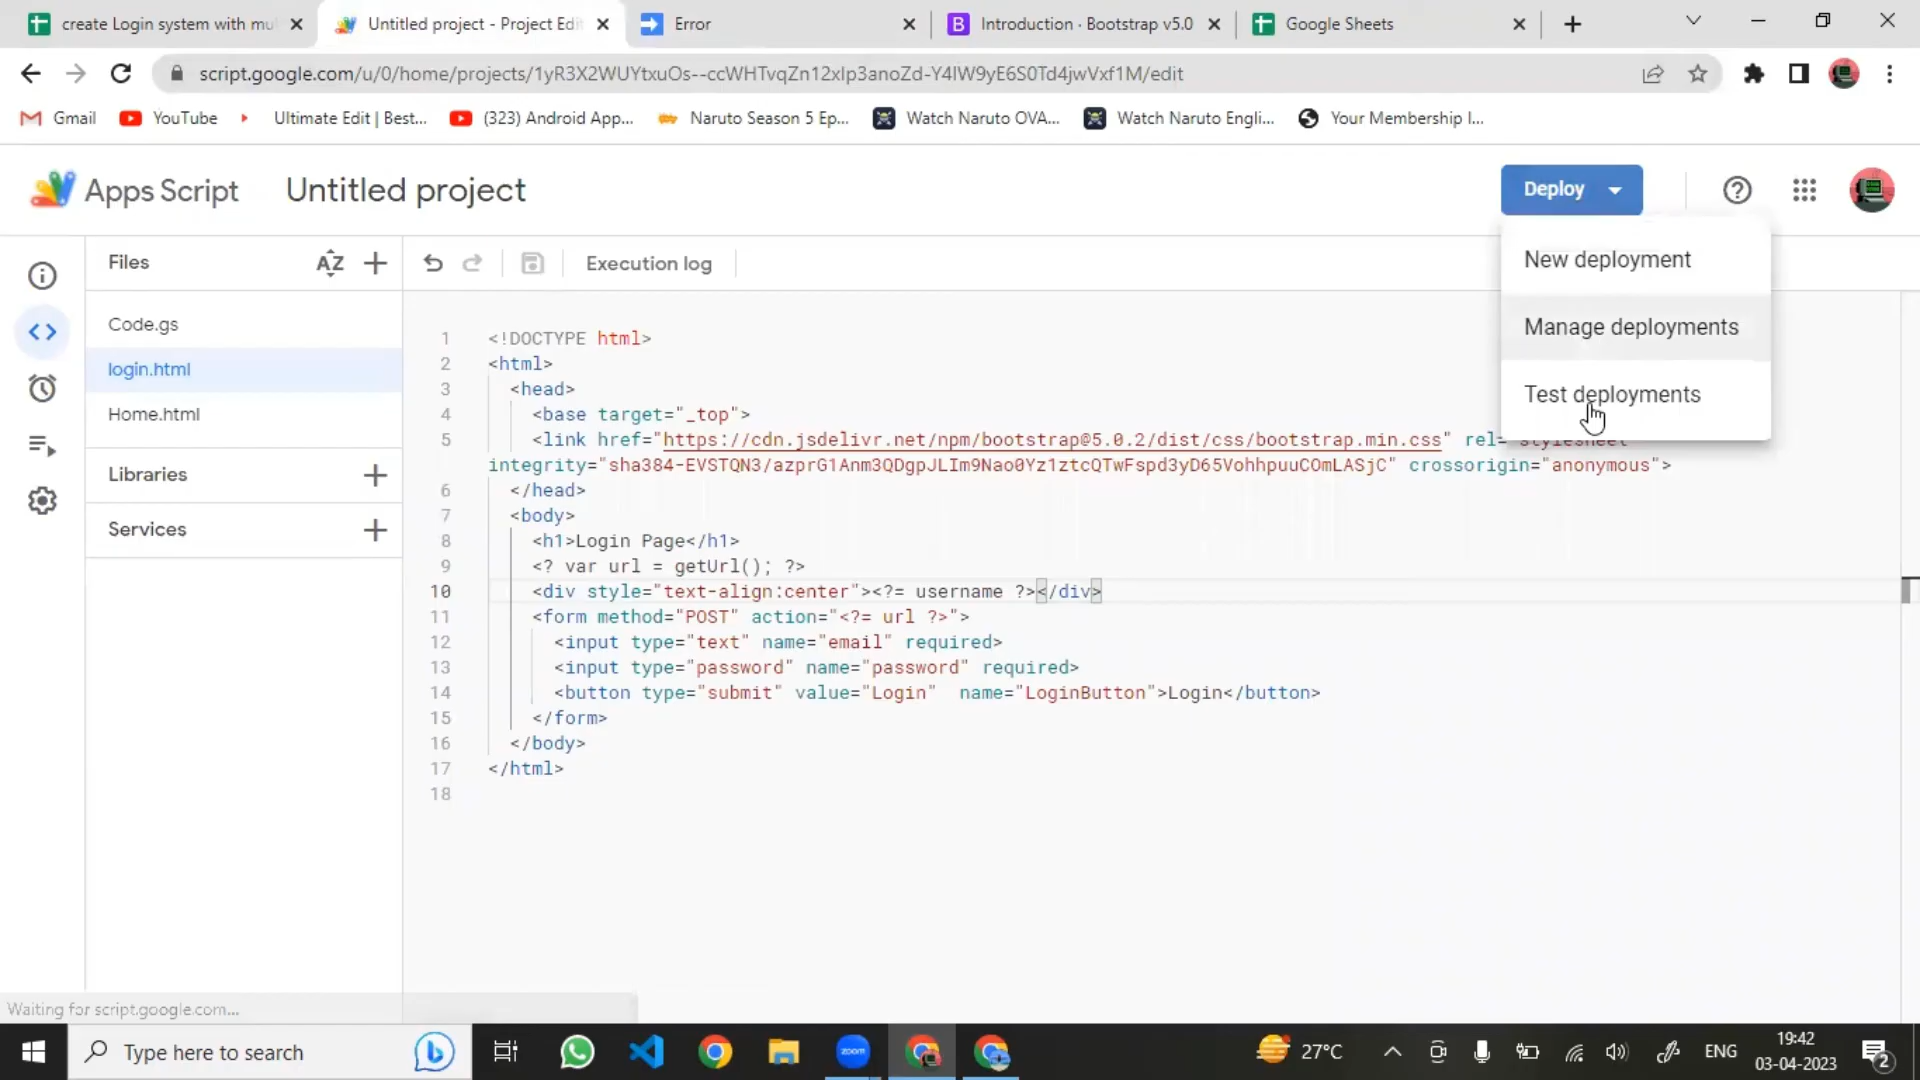 create Login system with mu
Untitled project - Project Edi
Error
Introduction · Bootstrap v5.0
Google Sheets
script.google.com/u/0/home/projects/1yR3X2WUYtxuOs--ccWHTvqZn12xlp3anoZd-Y4lW9yE6S0Td4jwVxf1M/edit
Gmail
YouTube
Ultimate Edit | Best...
(323) Android App...
Naruto Season 5 Ep...
Watch Naruto OVA...
Watch Naruto Engli...
Your Membership I...
Apps Script
Untitled project
Deploy
New deployment
Manage deployments
Test deployments
Files
AZ
Execution log
Code.gs
login.html
Home.html
Libraries
Services
1 <!DOCTYPE html>
2 <html>
3 <head>
4 <base target="_top">
5 <link href="https://cdn.jsdelivr.net/npm/bootstrap@5.0.2/dist/css/bootstrap.min.css" rel="stylesheet"
integrity="sha384-EVSTQN3/azprG1Anm3QDgpJLIm9Nao0Yz1ztcQTwFspd3yD65VohhpuuCOmLASjC" crossorigin="anonymous">
6 </head>
7 <body>
8 <h1>Login Page</h1>
9 <? var url = getUrl(); ?>
10 <div style="text-align:center"><?= username ?></div>
11 <form method="POST" action="<?= url ?>">
12 <input type="text" name="email" required>
13 <input type="password" name="password" required>
14 <button type="submit" value="Login" name="LoginButton">Login</button>
15 </form>
16 </body>
17 </html>
18
Waiting for script.google.com...
Type here to search
zoom
27°C
ENG
19:42
03-04-2023
2